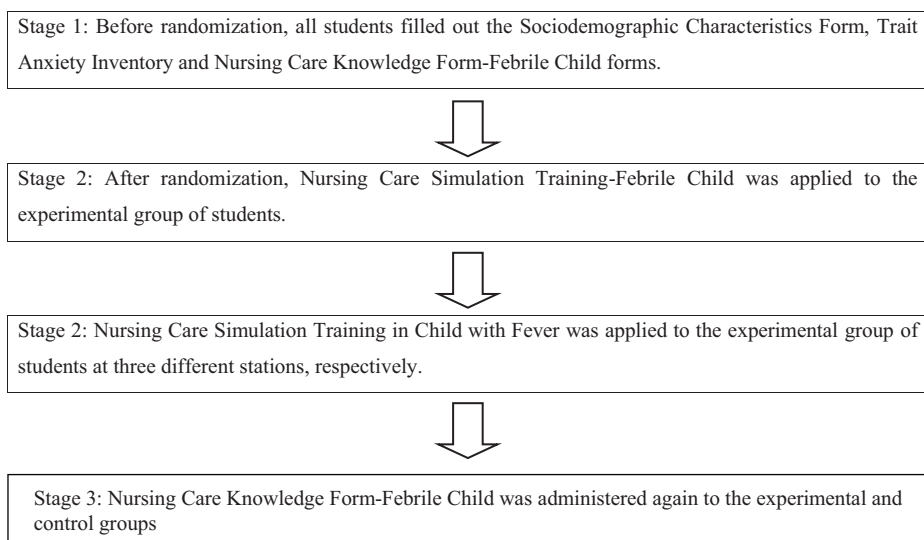 Stage 1: Before randomization, all students filled out the Sociodemographic Characteristics Form, Trait
Anxiety Inventory and Nursing Care Knowledge Form-Febrile Child forms.
Stage 2: After randomization, Nursing Care Simulation Training-Febrile Child was applied to the
experimental group of students.
Stage 2: Nursing Care Simulation Training in Child with Fever was applied to the experimental group of
students at three different stations, respectively.
Stage 3: Nursing Care Knowledge Form-Febrile Child was administered again to the experimental and
control groups